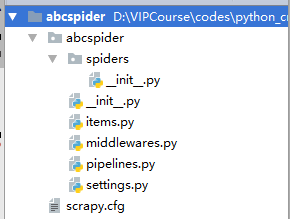 abcspider D:\VIPCourse\codes\python_c
abcspider
spiders
__init__.py
__init__.py
items.py
middlewares.py
pipelines.py
settings.py
scrapy.cfg